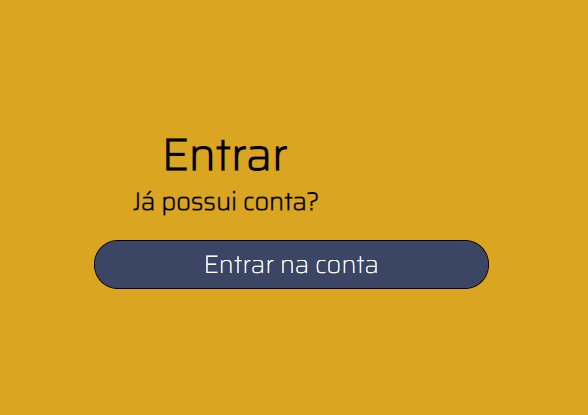 Entrar
Já possui conta?
Entrar na conta